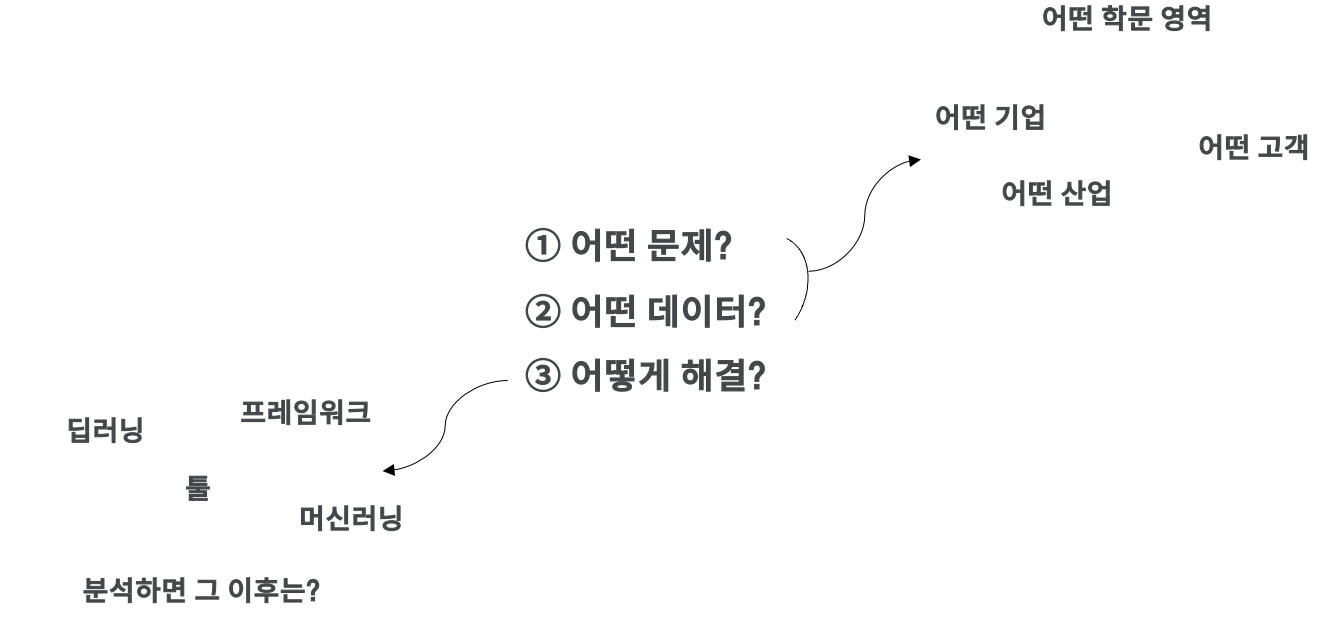 어떤 학문 영역
어떤 기업
어떤 고객
어떤 산업
① 어떤 문제?
② 어떤 데이터?
③ 어떻게 해결?
프레임워크
딥러닝
툴
머신러닝
분석하면 그 이후는?